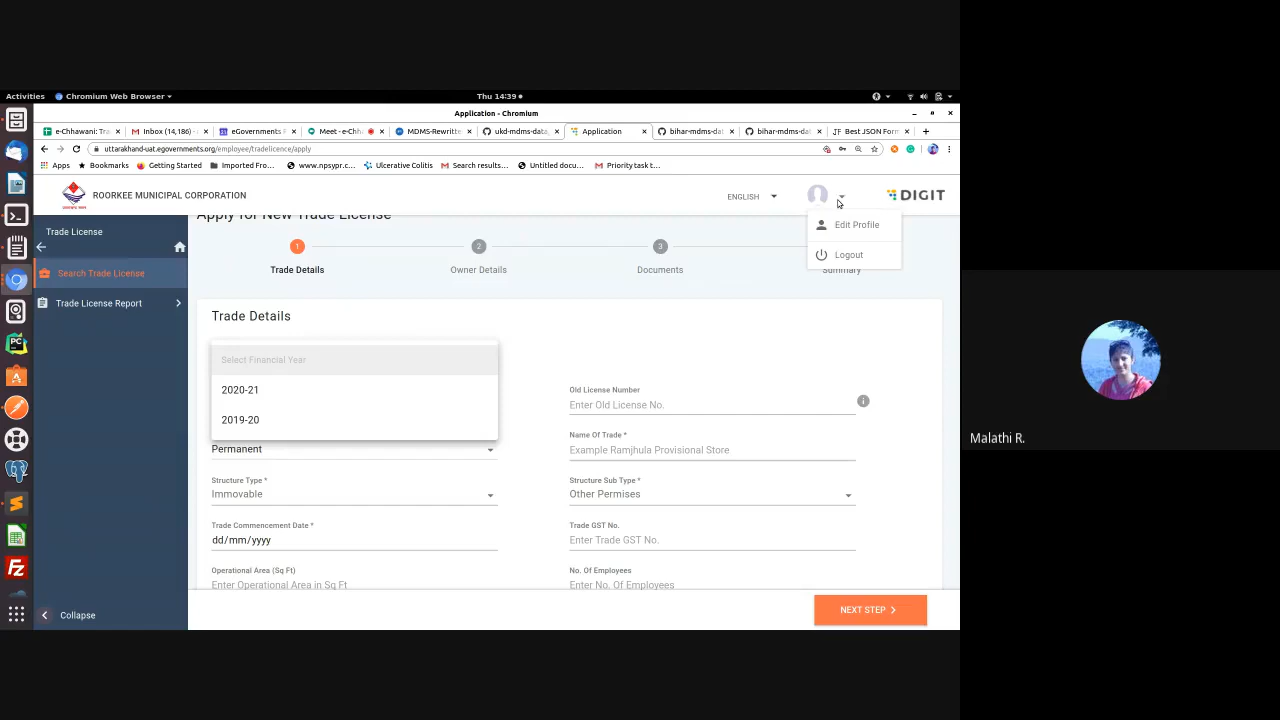 Activities
Chromium Web Browser
Thu 14:39
Application - Chromium
e-Chhawani: Tra
Inbox (14,186) -
eGovernments F
Meet - e-Chh
MDMS-Rewrite
ukd-mdms-data
Application
bihar-mdms-dat
bihar-mdms-dat
JF Best JSON Form
uttarakhand-uat.egovernments.org/employee/tradelicence/apply
Apps
Bookmarks
Getting Started
Imported Fro...
www.npsypr.c...
Ulcerative Colitis
Search results...
Untitled docu...
Priority task t...
ROORKEE MUNICIPAL CORPORATION
ENGLISH
DIGIT
Edit Profile
Logout
Trade License
Search Trade License
Trade License Report
Collapse
Apply for New Trade License
1
2
3
Trade Details
Owner Details
Documents
Summary
Trade Details
Select Financial Year
2020-21
2019-20
Old License Number
Enter Old License No.
Permanent
Name Of Trade *
Example Ramjhula Provisional Store
Structure Type *
Immovable
Structure Sub Type *
Other Permises
Trade Commencement Date *
dd/mm/yyyy
Trade GST No.
Enter Trade GST No.
Operational Area (Sq Ft)
Enter Operational Area in Sq Ft
No. Of Employees
Enter No. Of Employees
NEXT STEP
Malathi R.